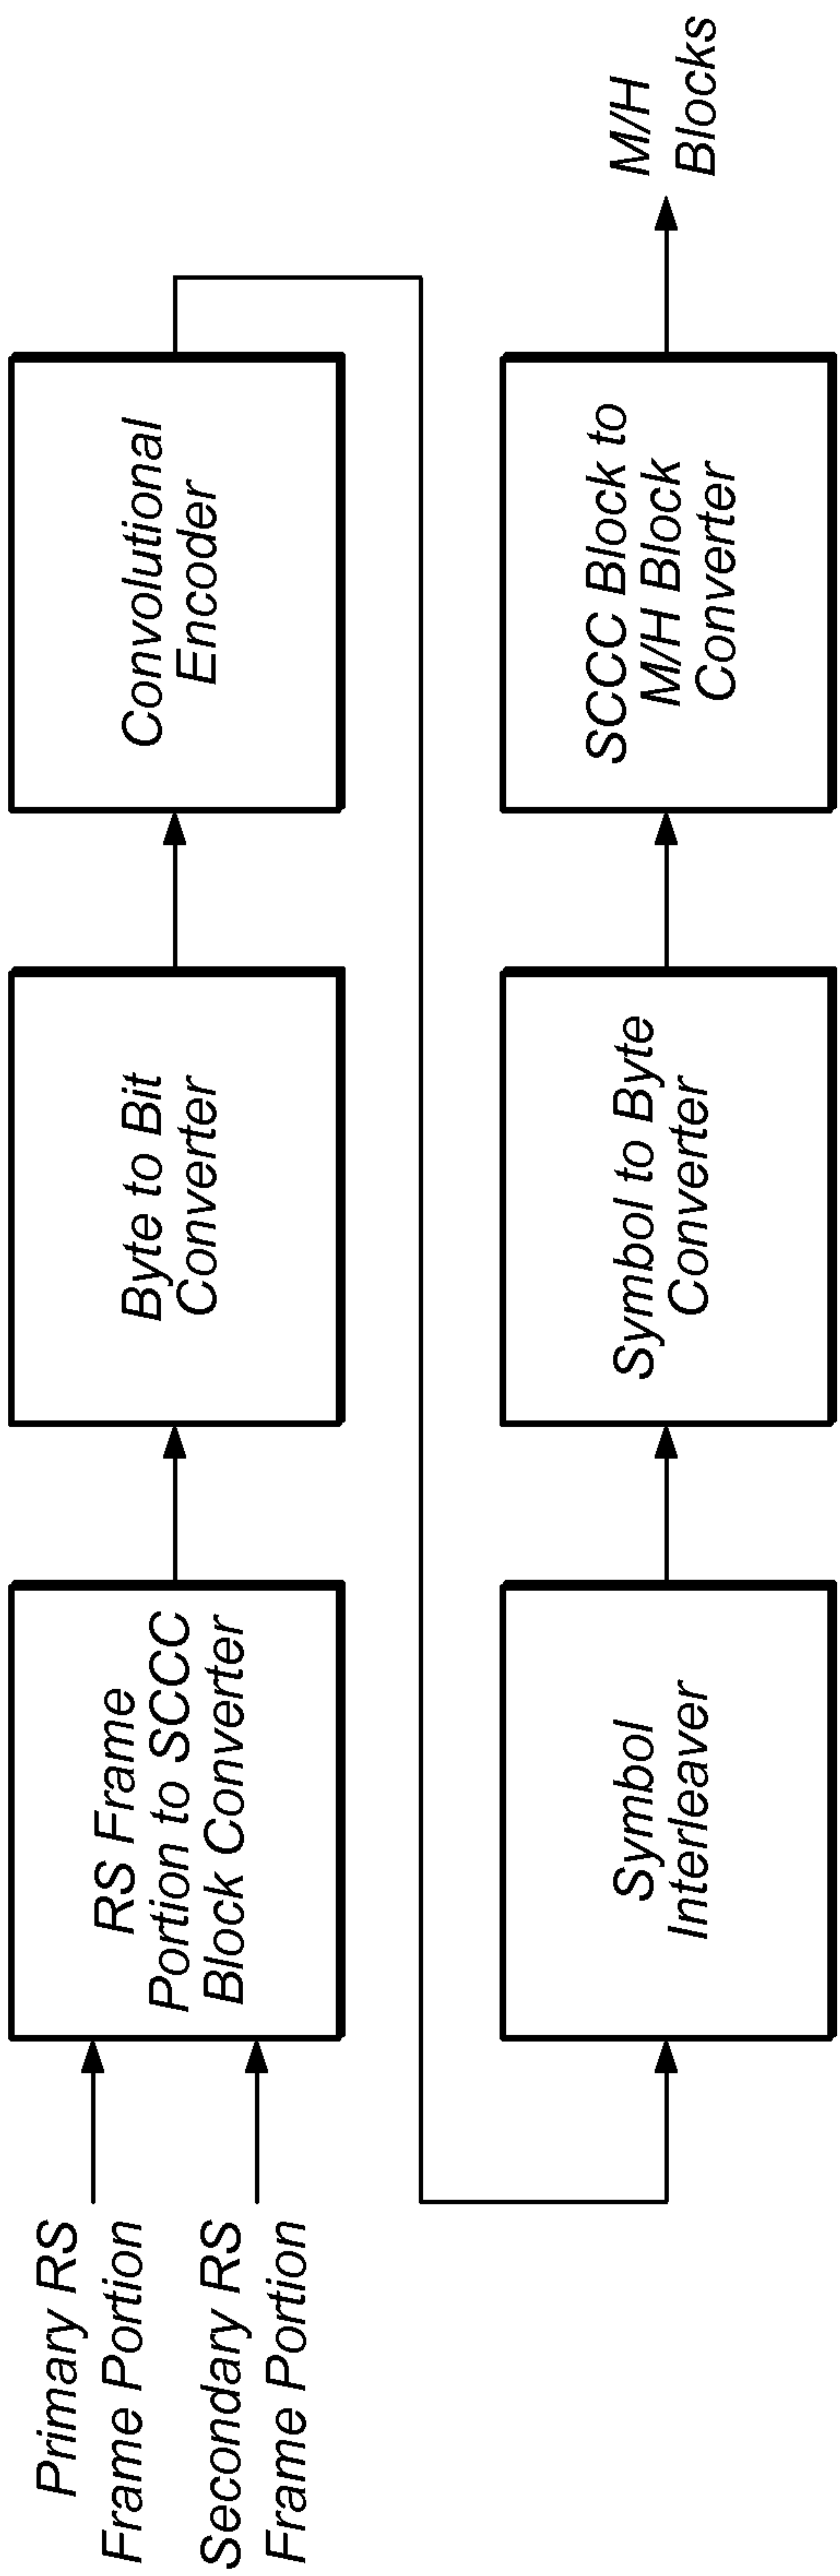 Primary RS
Frame Portion
Secondary RS
Frame Portion
RS Frame
Portion to SCCC
Block Converter
Byte to Bit
Converter
Convolutional
Encoder
Symbol
Interleaver
Symbol to Byte
Converter
SCCC Block to
M/H Block
Converter
M/H
Blocks